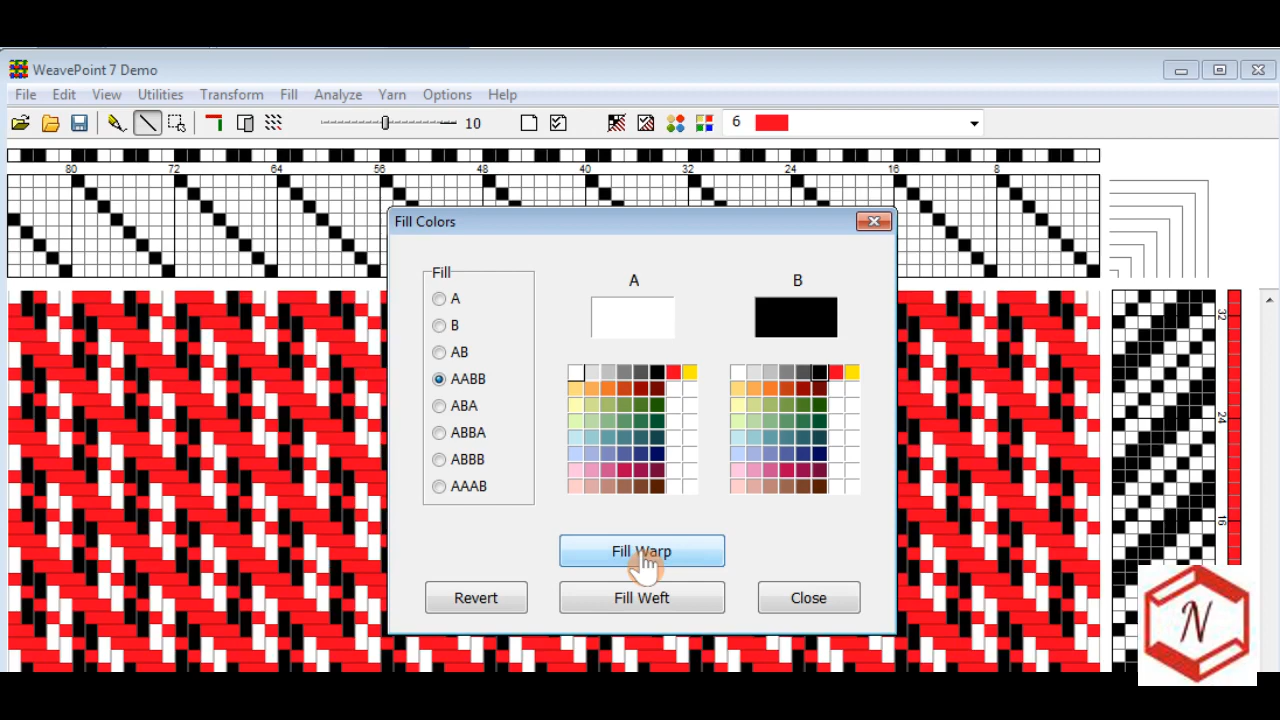 WeavePoint 7 Demo
File Edit View Utilities Transform Fill Analyze Yarn Options Help
10 6
80 72 64 56 48 40 32 24 16 8
Fill Colors
Fill
A
B
AB
AABB
ABA
ABBA
ABBB
AAAB
A B
Fill Warp
Revert Fill Weft Close
32
24
16
N